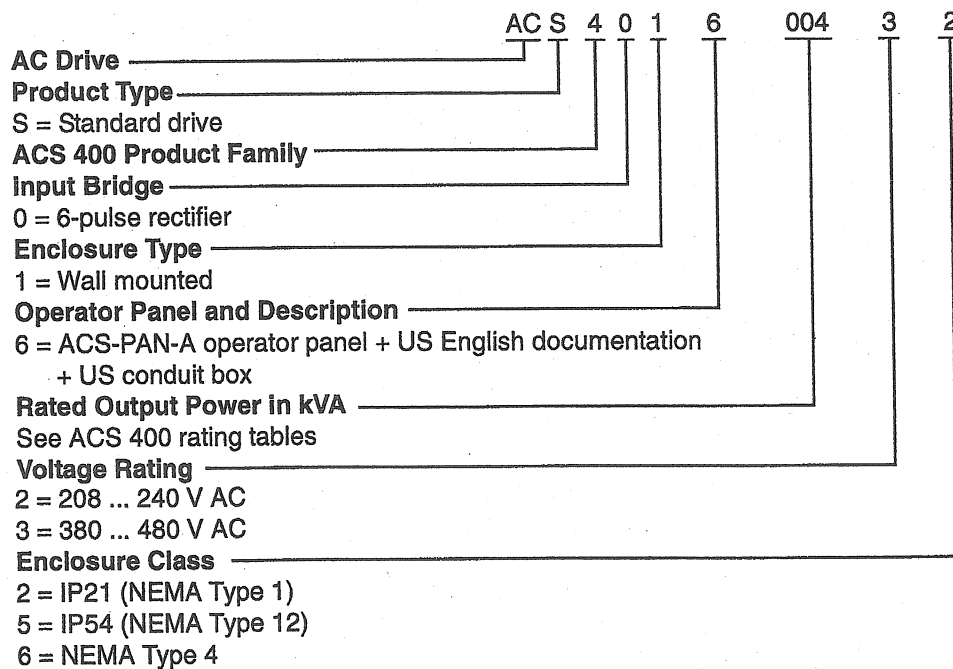 AC S 4 0 1 6 004 3 2
AC Drive
Product Type
S = Standard drive
ACS 400 Product Family
Input Bridge
0 = 6-pulse rectifier
Enclosure Type
1 = Wall mounted
Operator Panel and Description
6 = ACS-PAN-A operator panel + US English documentation
+ US conduit box
Rated Output Power in kVA
See ACS 400 rating tables
Voltage Rating
2 = 208 ... 240 V AC
3 = 380 ... 480 V AC
Enclosure Class
2 = IP21 (NEMA Type 1)
5 = IP54 (NEMA Type 12)
6 = NEMA Type 4